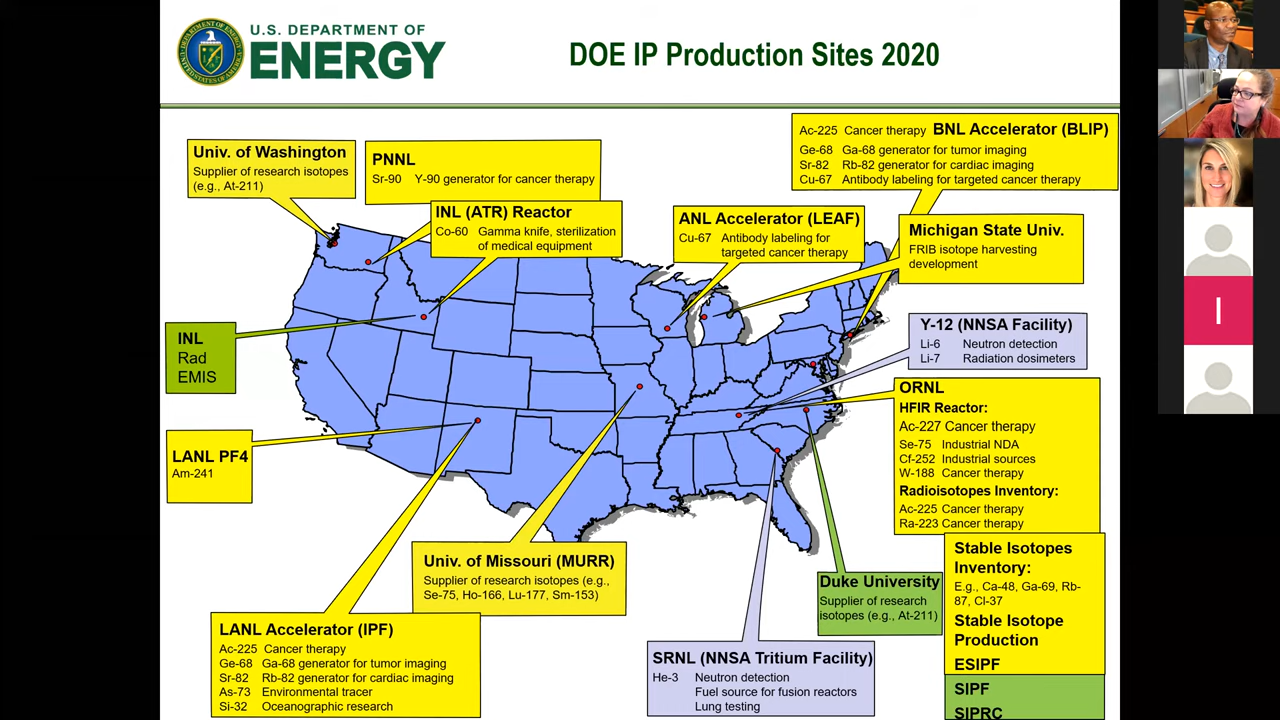 U.S. DEPARTMENT OF
ENERGY
DOE IP Production Sites 2020
Univ. of Washington
Supplier of research isotopes
(e.g., At-211)
PNNL
Sr-90 Y-90 generator for cancer therapy
INL (ATR) Reactor
Co-60 Gamma knife, sterilization
of medical equipment
ANL Accelerator (LEAF)
Cu-67 Antibody labeling for
targeted cancer therapy
Ac-225 Cancer therapy BNL Accelerator (BLIP)
Ge-68 Ga-68 generator for tumor imaging
Sr-82 Rb-82 generator for cardiac imaging
Cu-67 Antibody labeling for targeted cancer therapy
Michigan State Univ.
FRIB isotope harvesting
development
INL
Rad
EMIS
Y-12 (NNSA Facility)
Li-6 Neutron detection
Li-7 Radiation dosimeters
LANL PF4
Am-241
ORNL
HFIR Reactor:
Ac-227 Cancer therapy
Se-75 Industrial NDA
Cf-252 Industrial sources
W-188 Cancer therapy
Radioisotopes Inventory:
Ac-225 Cancer therapy
Ra-223 Cancer therapy
Stable Isotopes
Inventory:
E.g., Ca-48, Ga-69, Rb-
87, Cl-37
Stable Isotope
Production
ESIPF
SIPF
SIPRC
Univ. of Missouri (MURR)
Supplier of research isotopes (e.g.,
Se-75, Ho-166, Lu-177, Sm-153)
Duke University
Supplier of research
isotopes (e.g., At-211)
LANL Accelerator (IPF)
Ac-225 Cancer therapy
Ge-68 Ga-68 generator for tumor imaging
Sr-82 Rb-82 generator for cardiac imaging
As-73 Environmental tracer
Si-32 Oceanographic research
SRNL (NNSA Tritium Facility)
He-3 Neutron detection
Fuel source for fusion reactors
Lung testing
I